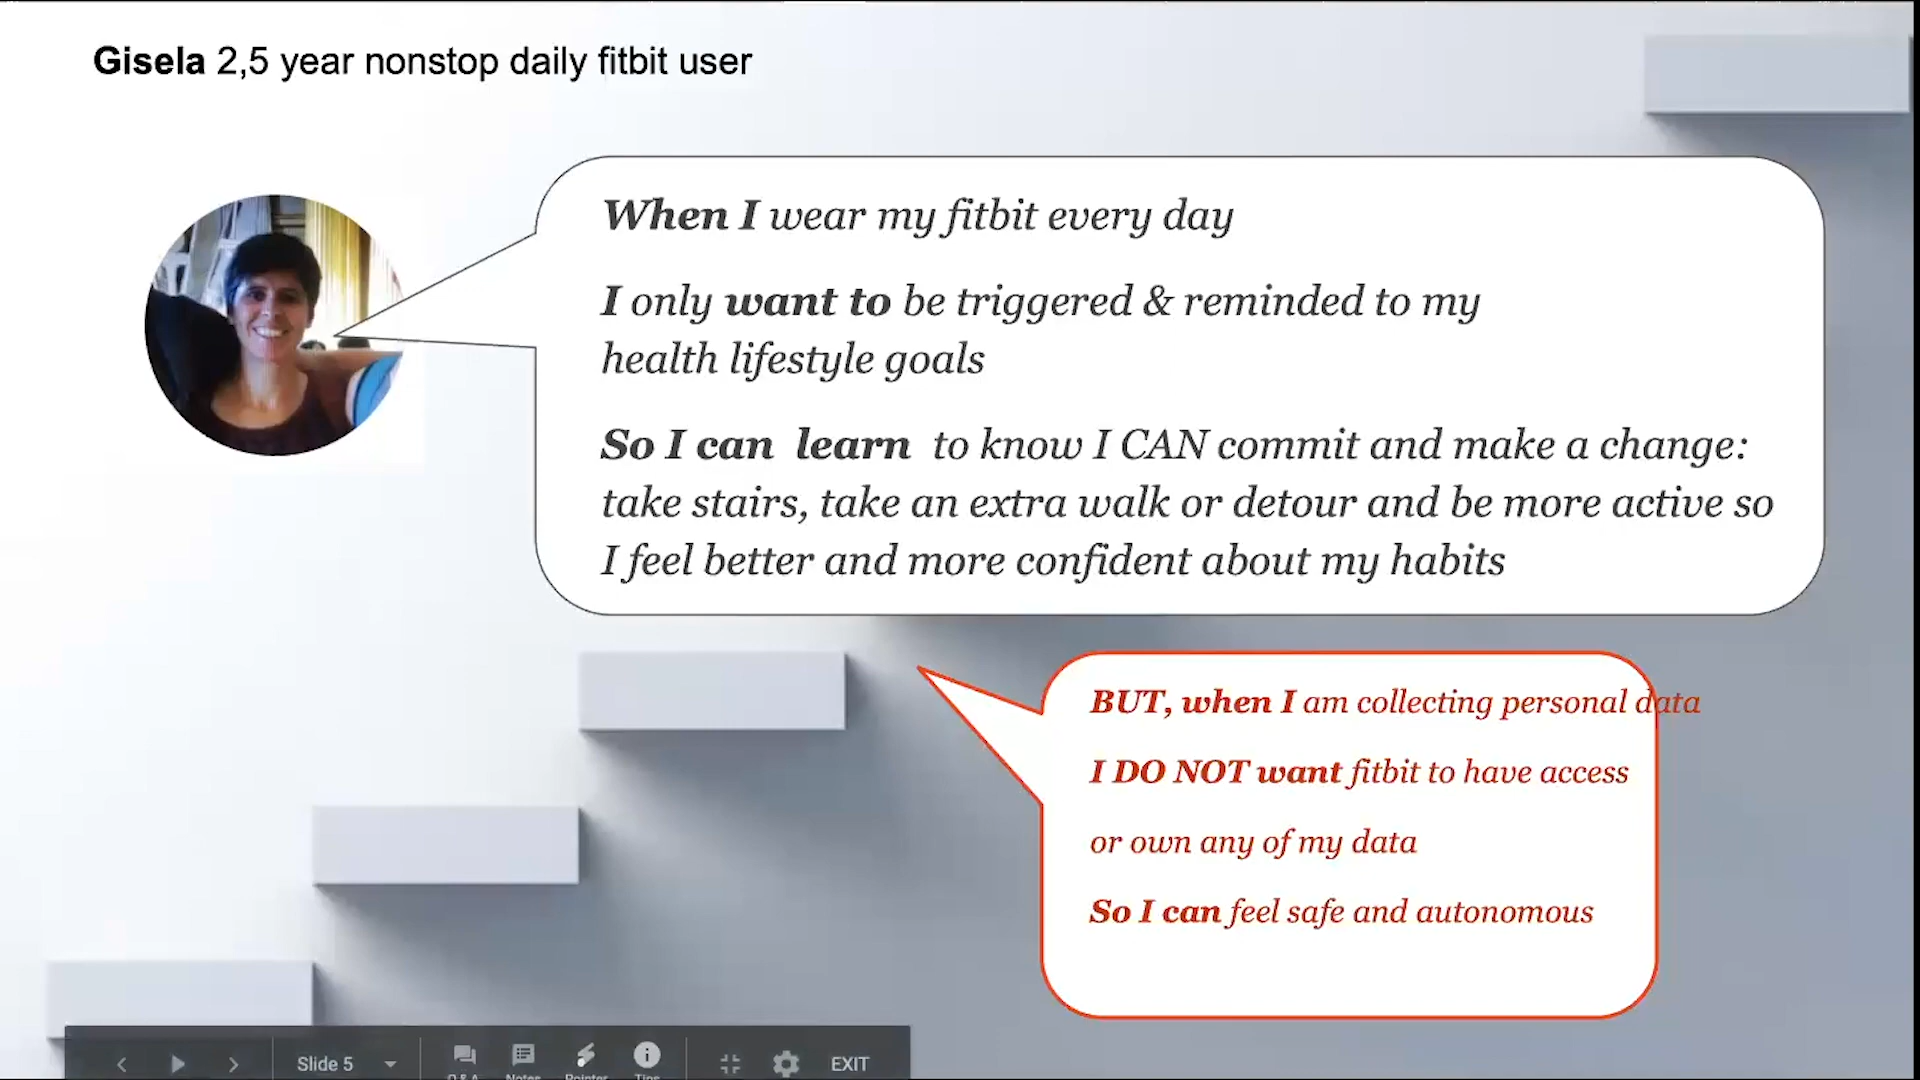 Gisela 2,5 year nonstop daily fitbit user
When I wear my fitbit every day
I only want to be triggered & reminded to my
health lifestyle goals
So I can learn to know I CAN commit and make a change:
take stairs, take an extra walk or detour and be more active so
I feel better and more confident about my habits
BUT, when I am collecting personal data
I DO NOT want fitbit to have access
or own any of my data
So I can feel safe and autonomous
Slide 5
Q & A Notes Pointer Tips
EXIT